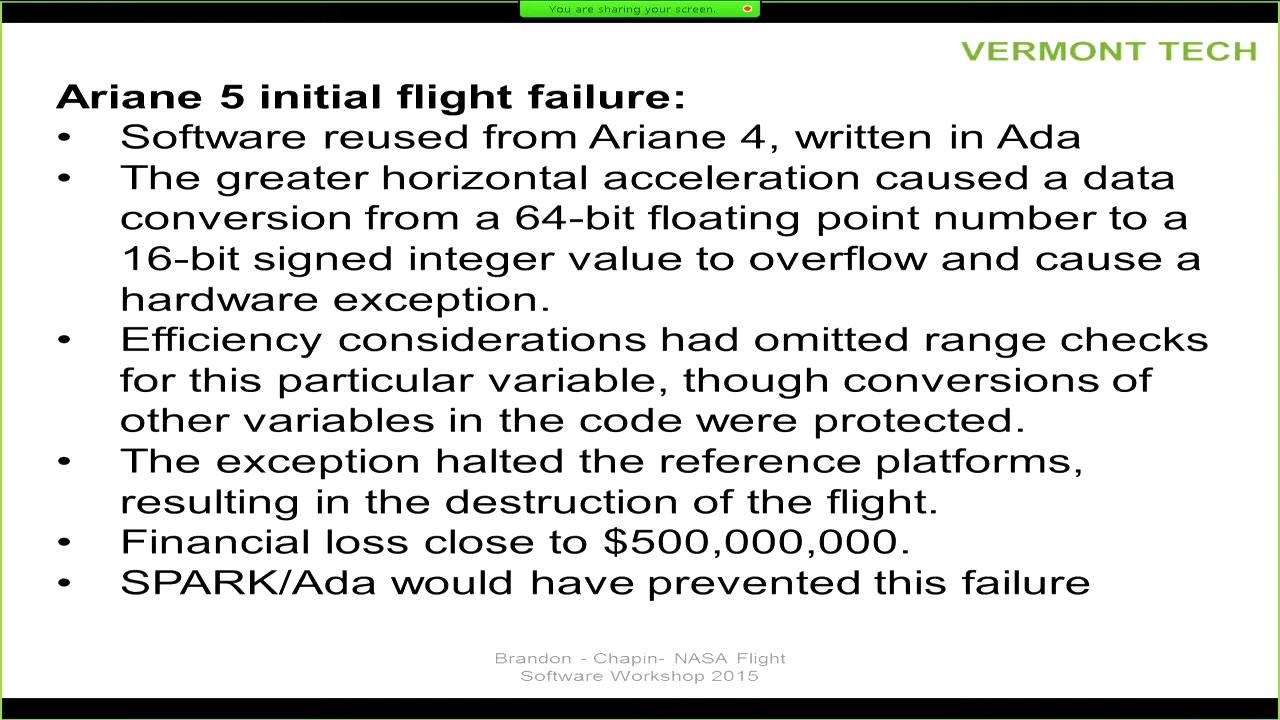 You are sharing your screen.
VERMONT TECH
Ariane 5 initial flight failure:
• Software reused from Ariane 4, written in Ada
• The greater horizontal acceleration caused a data
conversion from a 64-bit floating point number to a
16-bit signed integer value to overflow and cause a
hardware exception.
• Efficiency considerations had omitted range checks
for this particular variable, though conversions of
other variables in the code were protected.
• The exception halted the reference platforms,
resulting in the destruction of the flight.
• Financial loss close to $500,000,000.
• SPARK/Ada would have prevented this failure
Brandon - Chapin- NASA Flight
Software Workshop 2015